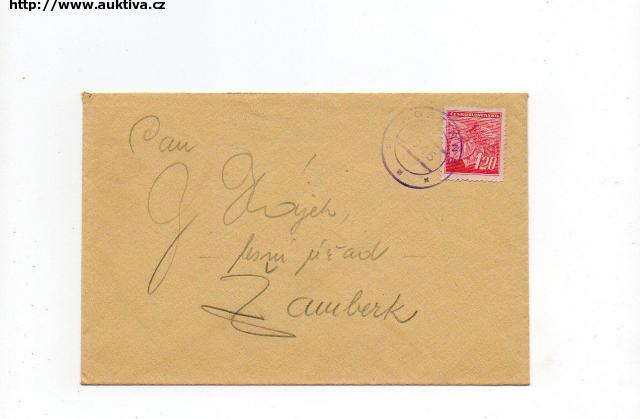 http://www.auktiva.cz
ČESKOSLOVENSKO
1.20
Pan
J. Hájek,
- lesní úřad -
Žamberk